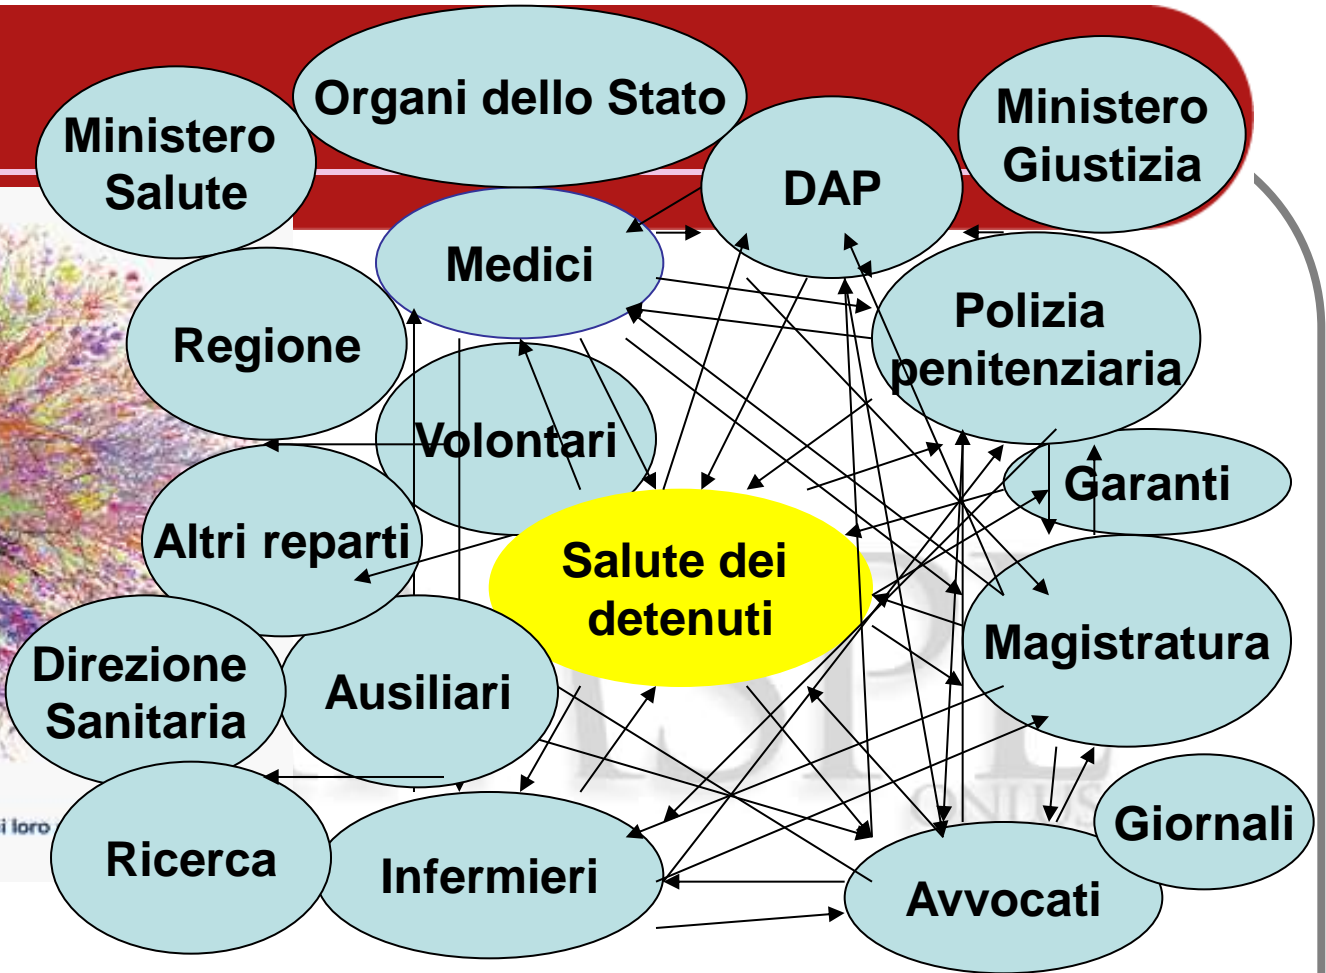 Organi dello Stato
Ministero
Salute
Ministero
Giustizia
DAP
Medici
Polizia
penitenziaria
Regione
Volontari
Garanti
Altri reparti
Salute dei
detenuti
Magistratura
Direzione
Sanitaria
Ausiliari
Giornali
i loro
Ricerca
Infermieri
Avvocati
ONLUS